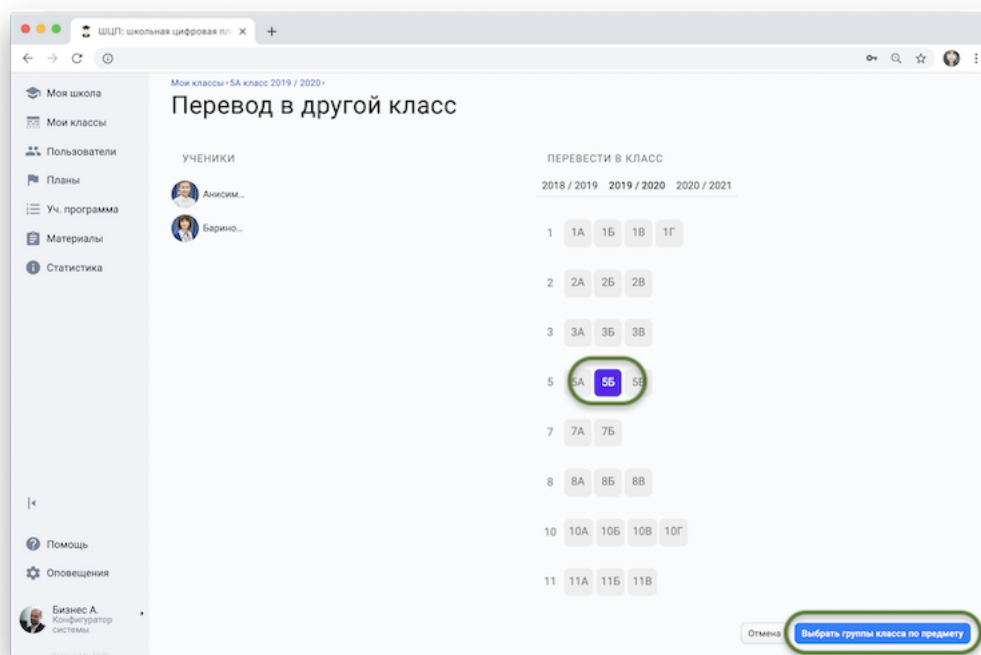 ШЦП: школьная цифровая пл
Мои классы › 5А класс 2019 / 2020 ›
Перевод в другой класс
Моя школа
Мои классы
Пользователи
Планы
Уч. программа
Материалы
Статистика
УЧЕНИКИ
Анисим...
Барино...
ПЕРЕВЕСТИ В КЛАСС
2018 / 2019 2019 / 2020 2020 / 2021
1 1А 1Б 1В 1Г
2 2А 2Б 2В
3 3А 3Б 3В
5 5А 5Б 5В
7 7А 7Б
8 8А 8Б 8В
10 10А 10Б 10В 10Г
11 11А 11Б 11В
Помощь
Оповещения
Бизнес А.
Конфигуратор
системы
Отмена Выбрать группы класса по предмету